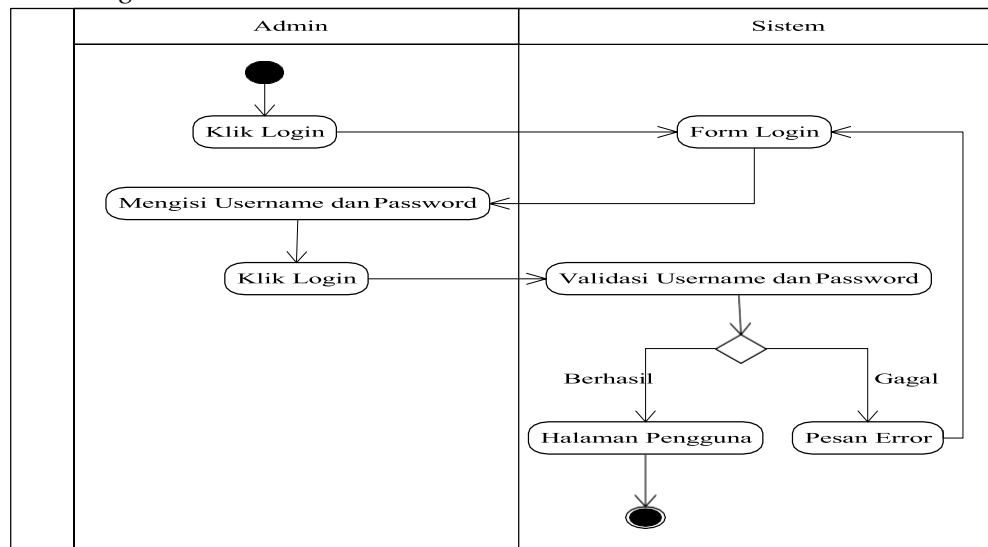 Admin
Sistem
Klik Login
Form Login
Mengisi Username dan Password
Klik Login
Validasi Username dan Password
Berhasil
Gagal
Halaman Pengguna
Pesan Error